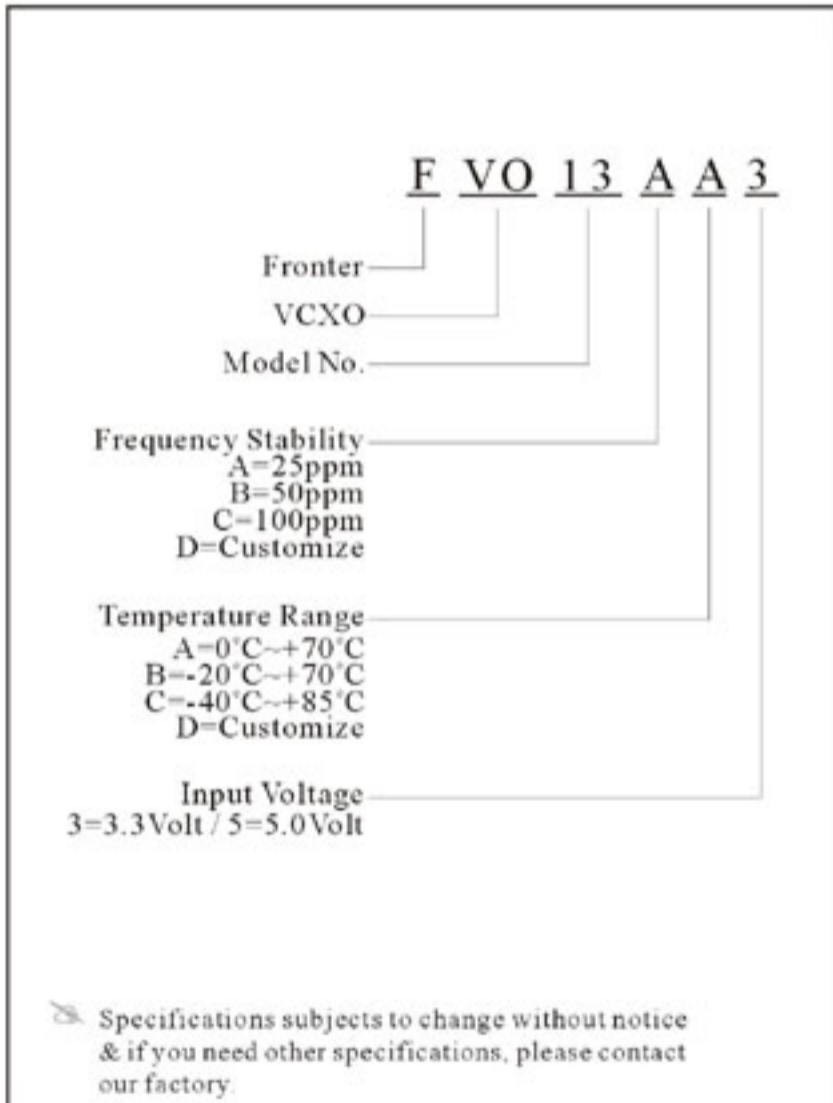 F VO 13 A A 3
Fronter
VCXO
Model No.
Frequency Stability
A=25ppm
B=50ppm
C=100ppm
D=Customize
Temperature Range
A=0°C~+70°C
B=-20°C~+70°C
C=-40°C~+85°C
D=Customize
Input Voltage
3=3.3Volt / 5=5.0Volt
Specifications subjects to change without notice
& if you need other specifications, please contact
our factory.